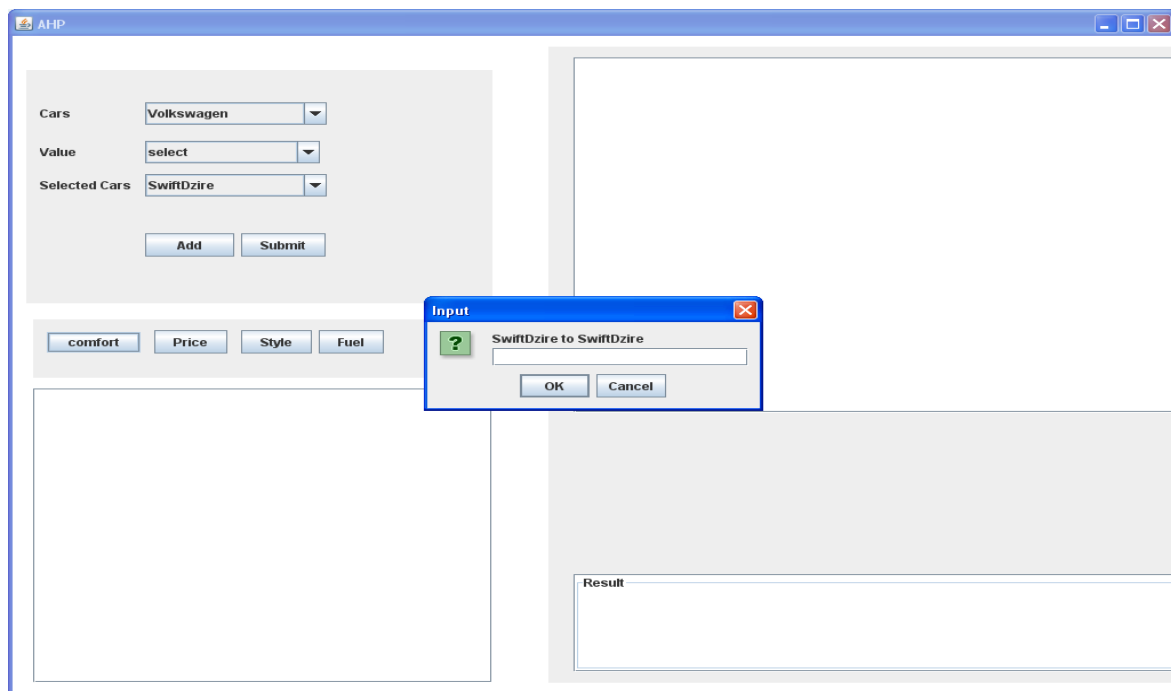 AHP
Cars Volkswagen
Value select
Selected Cars SwiftDzire
Add Submit
comfort Price Style Fuel
Input
?
SwiftDzire to SwiftDzire
OK Cancel
Result